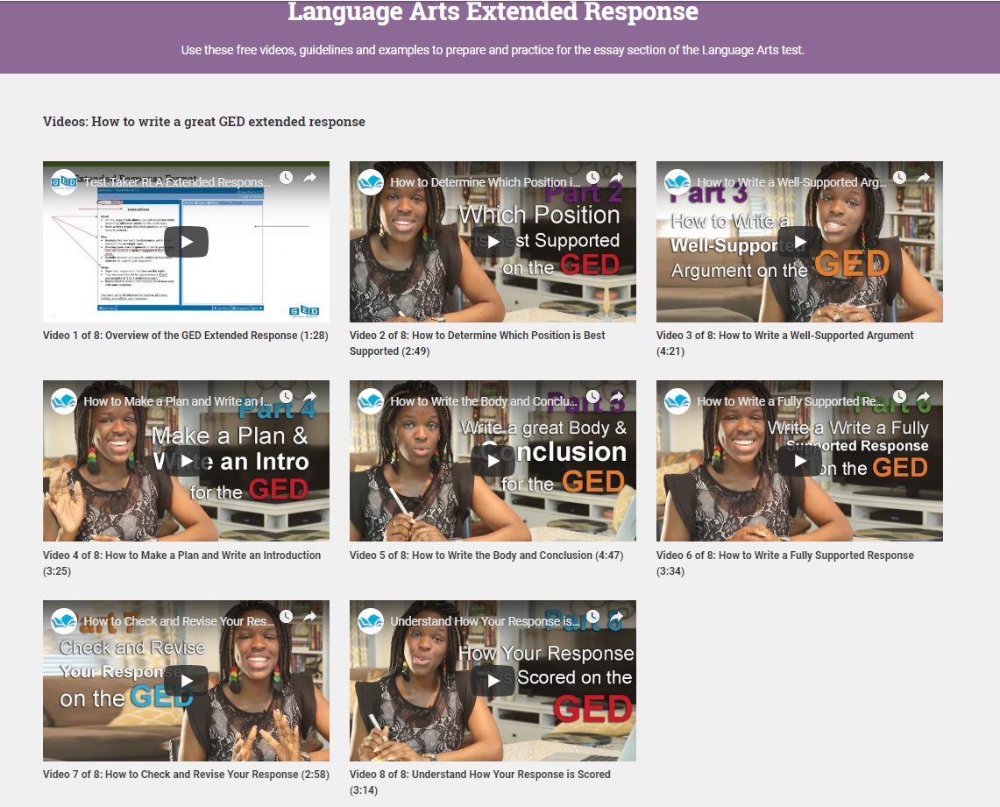 Language Arts Extended Response
Use these free videos, guidelines and examples to prepare and practice for the essay section of the Language Arts test.
Videos: How to write a great GED extended response
Extended Response Format
GED
Test Taker RLA Extended Respons...
Instructions
GED
Video 1 of 8: Overview of the GED Extended Response (1:28)
How to Determine Which Position i...
Part 2
Which Position
is Best Supported
on the GED
Video 2 of 8: How to Determine Which Position is Best
Supported (2:49)
How to Write a Well-Supported Arg...
Part 3
How to Write a
Well-Supported
Argument on the GED
Video 3 of 8: How to Write a Well-Supported Argument
(4:21)
How to Make a Plan and Write an I...
Part 4
Make a Plan &
Write an Intro
for the GED
Video 4 of 8: How to Make a Plan and Write an Introduction
(3:25)
How to Write the Body and Conclu...
Part 5
Write a great Body &
Conclusion
for the GED
Video 5 of 8: How to Write the Body and Conclusion (4:47)
How to Write a Fully Supported Re...
Part 6
Write a Write a Fully
Supported Response
on the GED
Video 6 of 8: How to Write a Fully Supported Response
(3:34)
How to Check and Revise Your Res...
Part 7
Check and Revise
Your Response
on the GED
Video 7 of 8: How to Check and Revise Your Response (2:58)
Understand How Your Response is...
Part 8
How Your Response
is Scored on the
GED
Video 8 of 8: Understand How Your Response is Scored
(3:14)